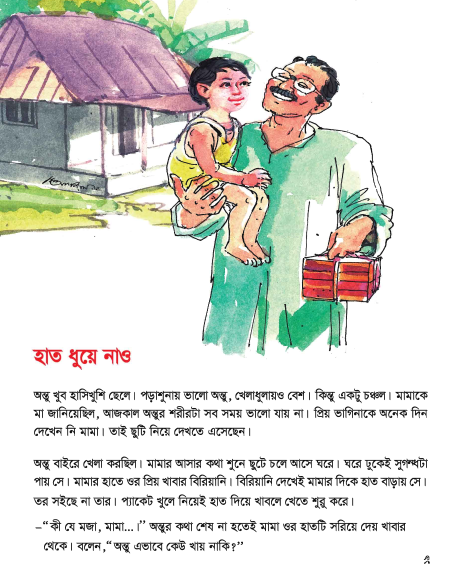 হাত ধুয়ে নাও
অন্তু খুব হাসিখুশি ছেলে। পড়াশুনায় ভালো অন্তু, খেলাধুলায়ও বেশ। কিন্তু একটু চঞ্চল। মামাকে
মা জানিয়েছিল, আজকাল অন্তুর শরীরটা সব সময় ভালো যায় না। প্রিয় ভাগিনাকে অনেক দিন
দেখেন নি মামা। তাই ছুটি নিয়ে দেখতে এসেছেন।
অন্তু বাইরে খেলা করছিল। মামার আসার কথা শুনে ছুটে চলে আসে ঘরে। ঘরে ঢুকেই সুগন্ধটা
পায় সে। মামার হাতে ওর প্রিয় খাবার বিরিয়ানি। বিরিয়ানি দেখেই মামার দিকে হাত বাড়ায় সে।
তর সইছে না তার। প্যাকেট খুলে নিয়েই হাত দিয়ে খাবলে খেতে শুরু করে।
–“কী যে মজা, মামা...।” অন্তুর কথা শেষ না হতেই মামা ওর হাতটি সরিয়ে দেয় খাবার
থেকে। বলেন,“অন্তু এভাবে কেউ খায় নাকি?”